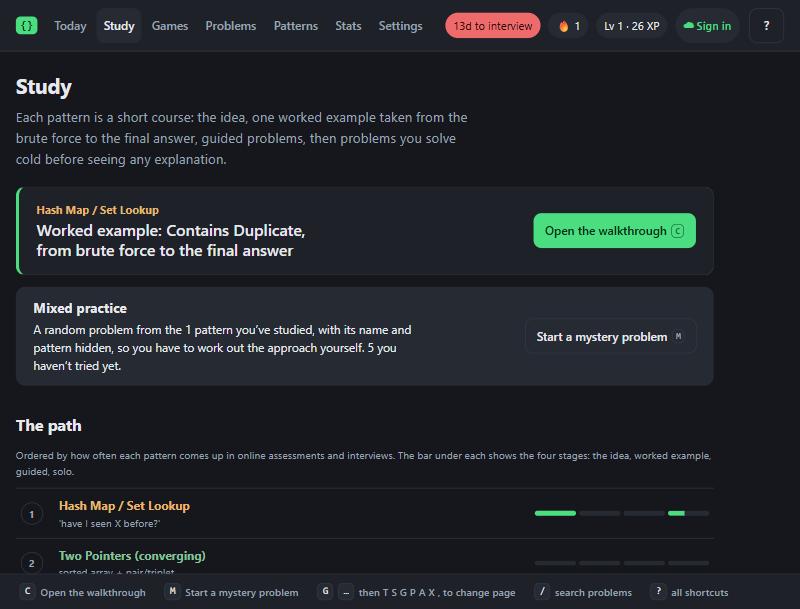 {} Today Study Games Problems Patterns Stats Settings 13d to interview 1 Lv 1 · 26 XP Sign in ?
Study
Each pattern is a short course: the idea, one worked example taken from the
brute force to the final answer, guided problems, then problems you solve
cold before seeing any explanation.
Hash Map / Set Lookup
Worked example: Contains Duplicate,
from brute force to the final answer
Open the walkthrough C
Mixed practice
A random problem from the 1 pattern you’ve studied, with its name and
pattern hidden, so you have to work out the approach yourself. 5 you
haven’t tried yet.
Start a mystery problem M
The path
Ordered by how often each pattern comes up in online assessments and interviews. The bar under each shows the four stages: the idea, worked example,
guided, solo.
1 Hash Map / Set Lookup
'have I seen X before?'
2 Two Pointers (converging)
sorted array + pair/triplet
C Open the walkthrough M Start a mystery problem G … then T S G P A X , to change page / search problems ? all shortcuts